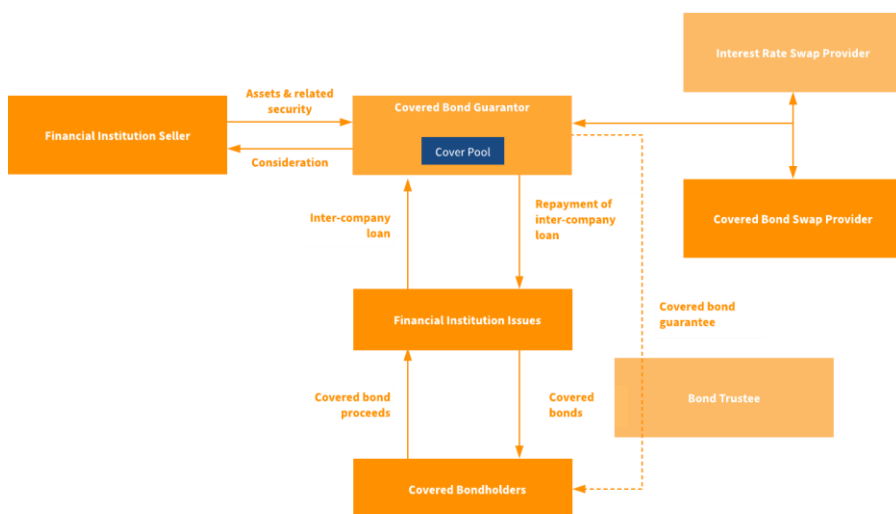 Interest Rate Swap Provider
Assets & related
security
Financial Institution Seller
Covered Bond Guarantor
Cover Pool
Consideration
Inter-company
loan
Repayment of
inter-company
loan
Covered Bond Swap Provider
Financial Institution Issues
Covered bond
guarantee
Covered bond
proceeds
Covered
bonds
Bond Trustee
Covered Bondholders